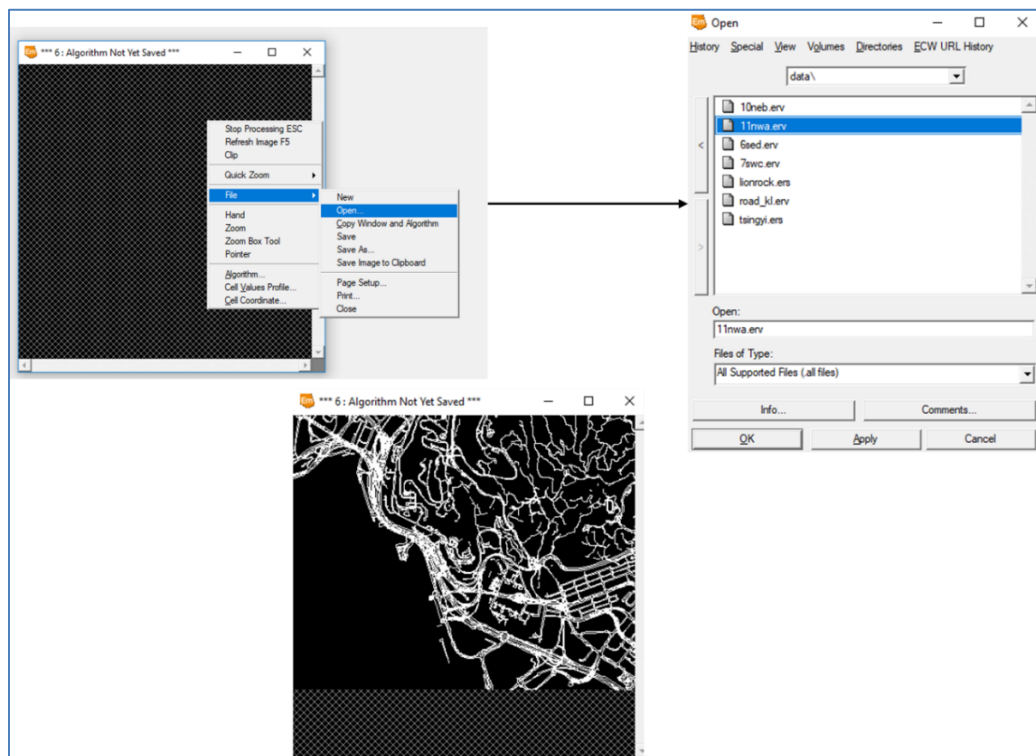 Em *** 6 : Algorithm Not Yet Saved ***
Stop Processing ESC
Refresh Image F5
Clip
Quick Zoom
File
Hand
Zoom
Zoom Box Tool
Pointer
Algorithm...
Cell Values Profile...
Cell Coordinate...
New
Open...
Copy Window and Algorithm
Save
Save As...
Save Image to Clipboard
Page Setup...
Print...
Close
Em Open
History Special View Volumes Directories ECW URL History
data\
10neb.erv
11nwa.erv
6sed.erv
7swc.erv
lionrock.ers
road_kl.erv
tsingyi.ers
<
>
Open:
11nwa.erv
Files of Type:
All Supported Files (.all files)
Info... Comments...
OK Apply Cancel
Em *** 6 : Algorithm Not Yet Saved ***